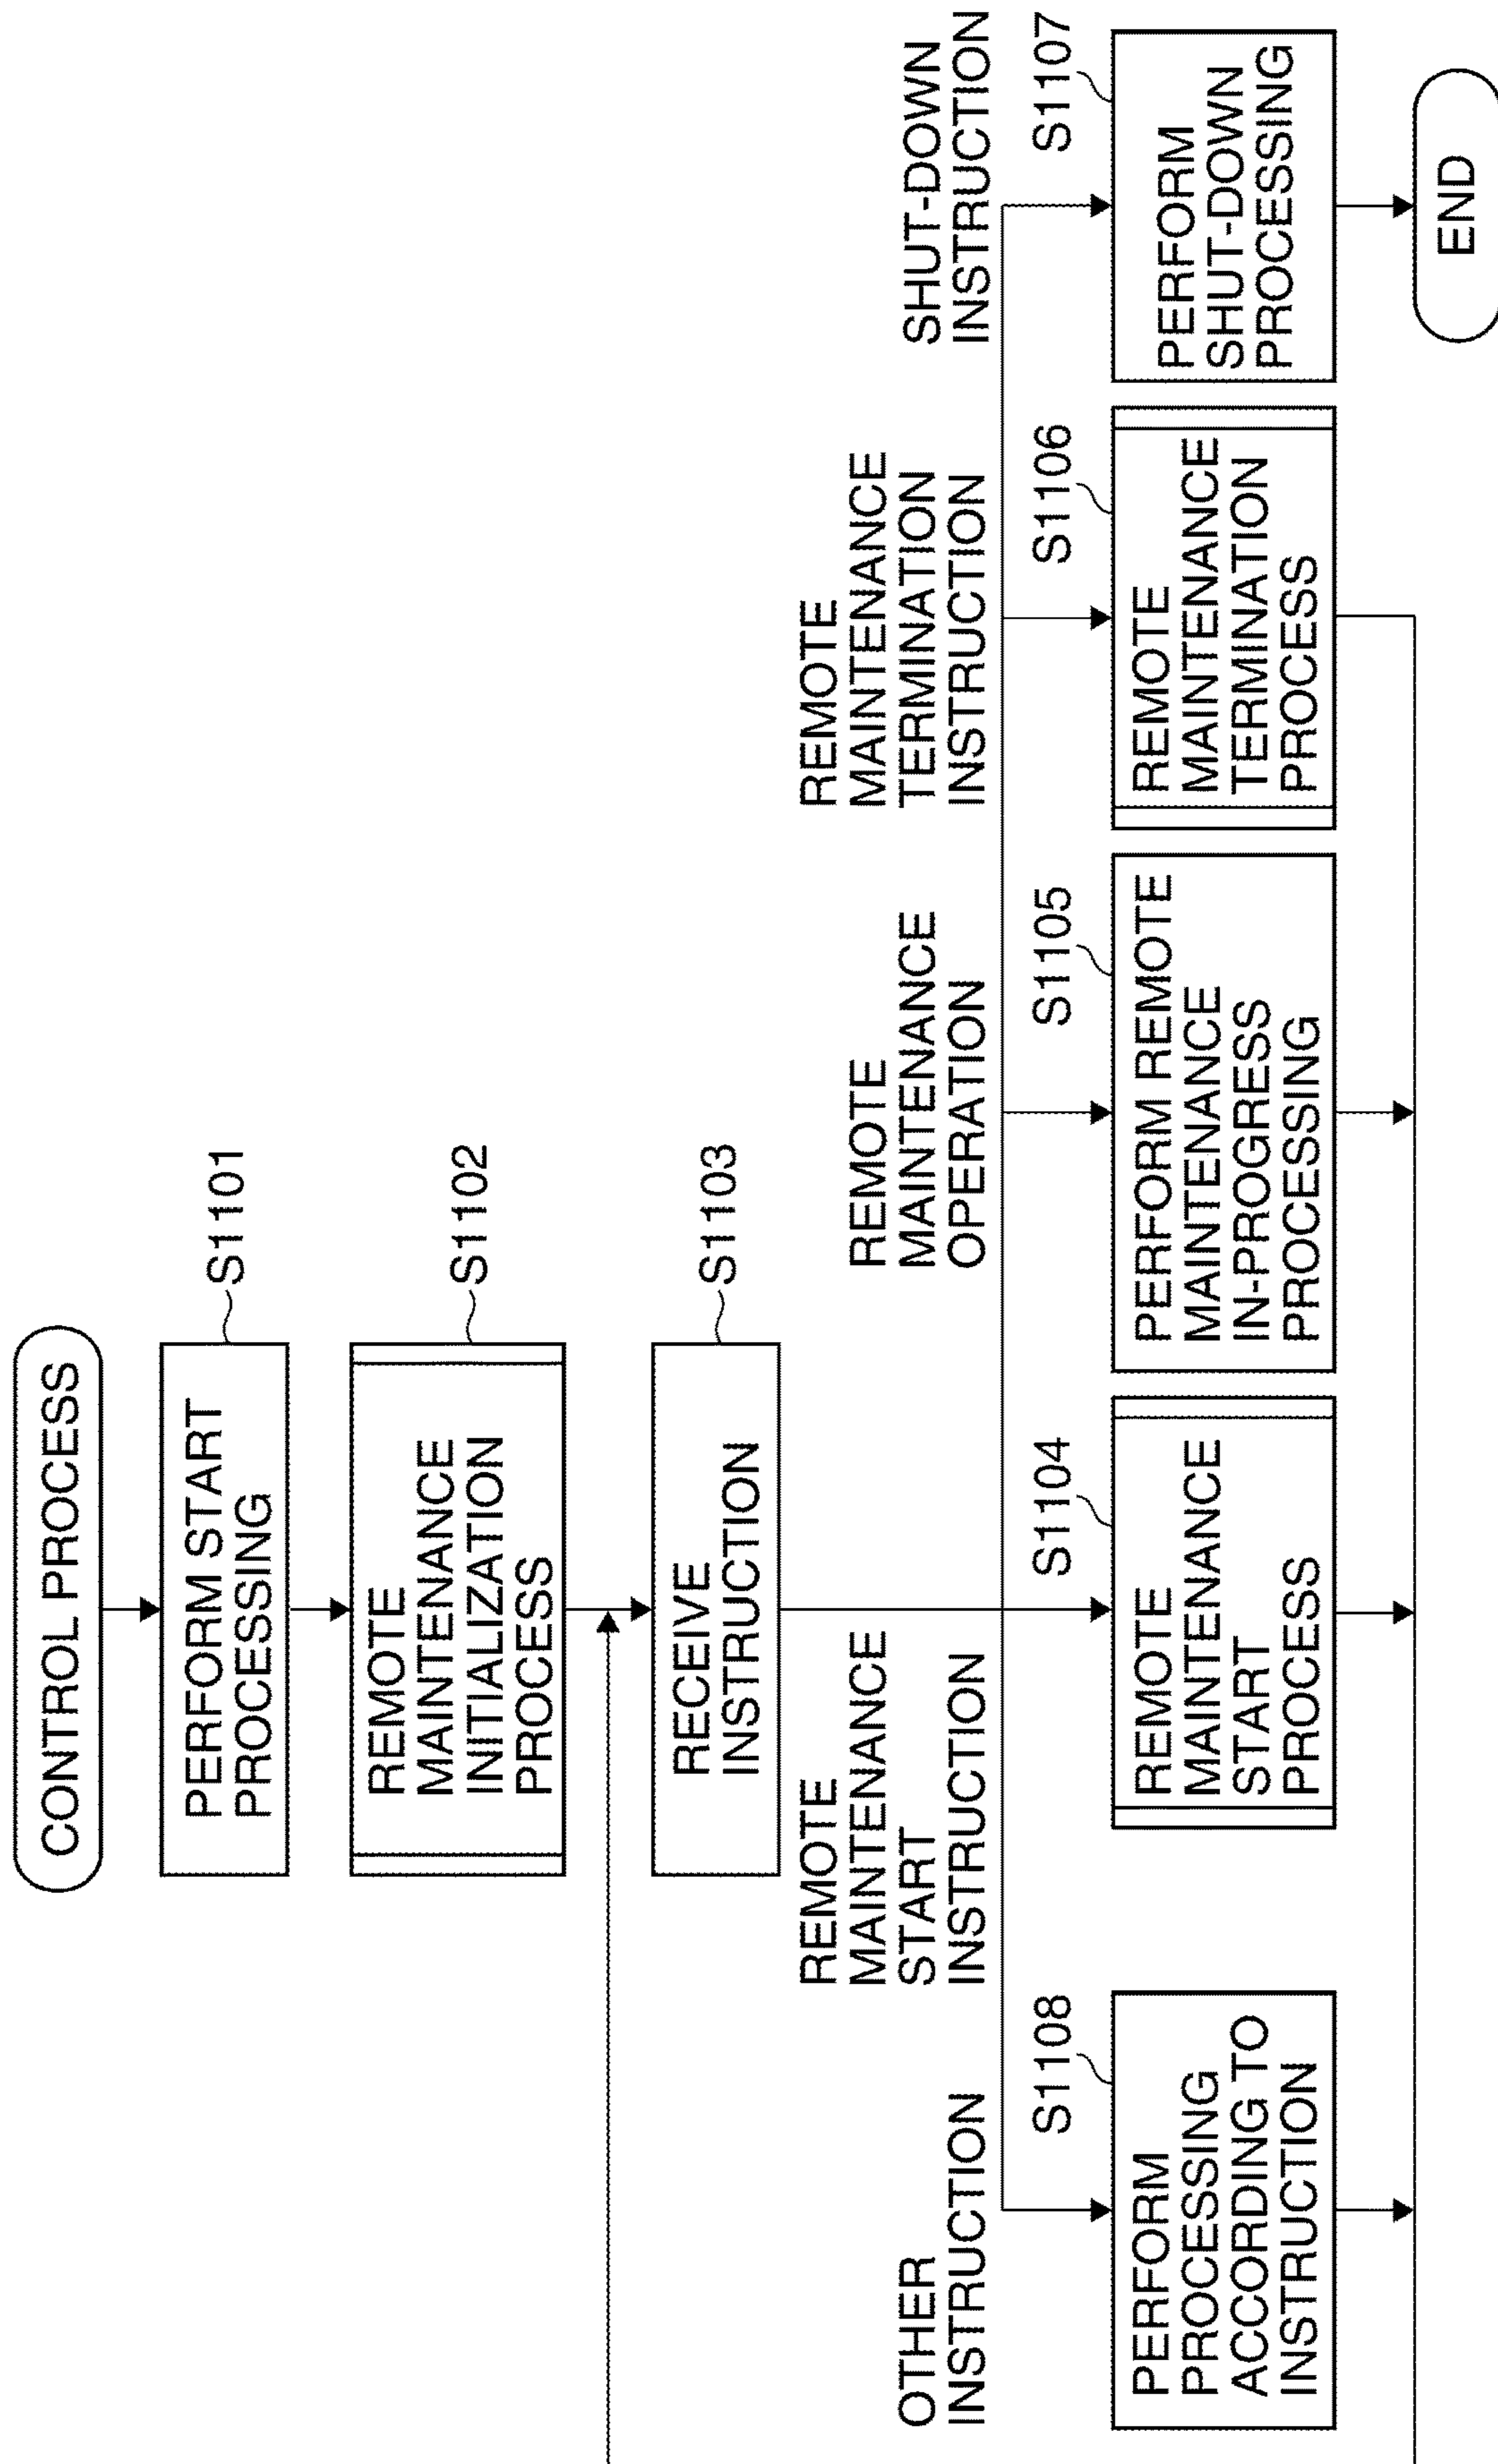 CONTROL PROCESS
PERFORM START
PROCESSING
S1101
REMOTE
MAINTENANCE
INITIALIZATION
PROCESS
S1102
RECEIVE
INSTRUCTION
S1103
OTHER
INSTRUCTION
REMOTE
MAINTENANCE
START
INSTRUCTION
REMOTE
MAINTENANCE
OPERATION
REMOTE
MAINTENANCE
TERMINATION
INSTRUCTION
SHUT-DOWN
INSTRUCTION
S1108
PERFORM
PROCESSING
ACCORDING TO
INSTRUCTION
S1104
REMOTE
MAINTENANCE
START
PROCESS
S1105
PERFORM REMOTE
MAINTENANCE
IN-PROGRESS
PROCESSING
S1106
REMOTE
MAINTENANCE
TERMINATION
PROCESS
S1107
PERFORM
SHUT-DOWN
PROCESSING
END